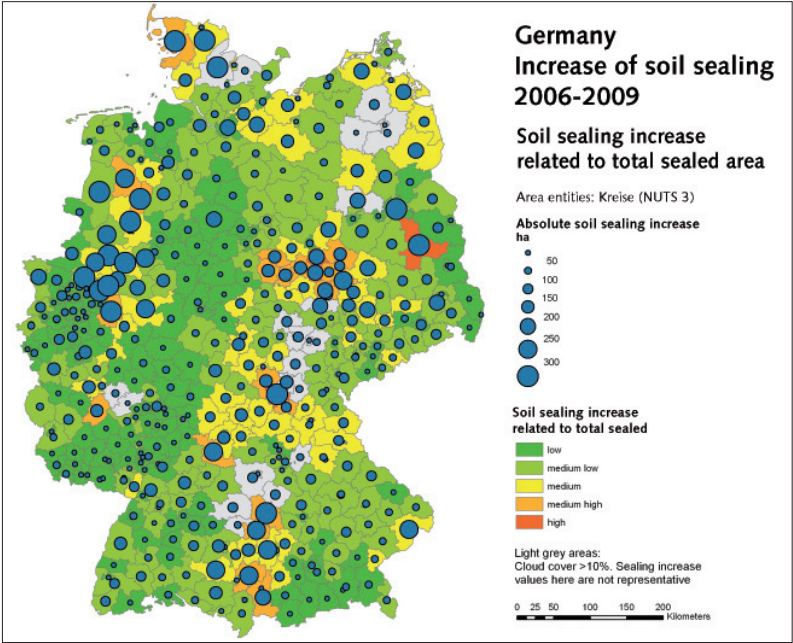 Germany
Increase of soil sealing
2006-2009
Soil sealing increase
related to total sealed area
Area entities: Kreise (NUTS 3)
Absolute soil sealing increase
ha
50
100
150
200
250
300
Soil sealing increase
related to total sealed
low
medium low
medium
medium high
high
Light grey areas:
Cloud cover >10%. Sealing increase
values here are not representative
0 25 50 100 150 200
Kilometers